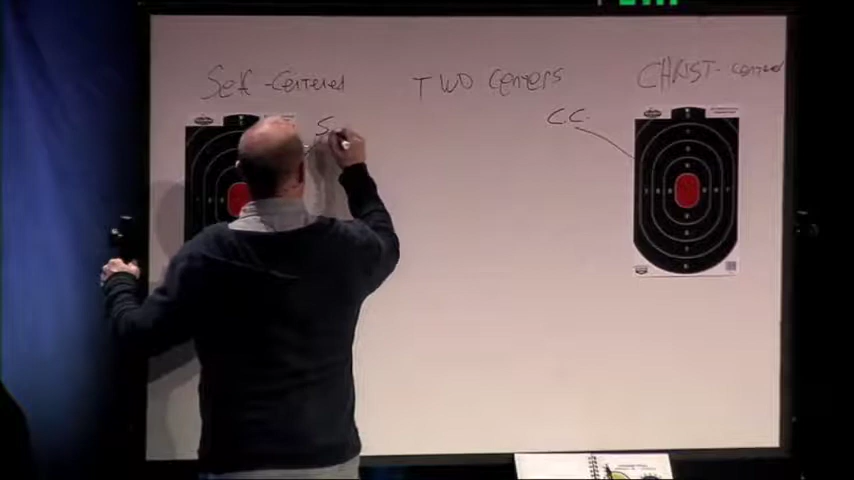 Self-Centered
TWO Centers
CHRIST-centered
S
C.C.